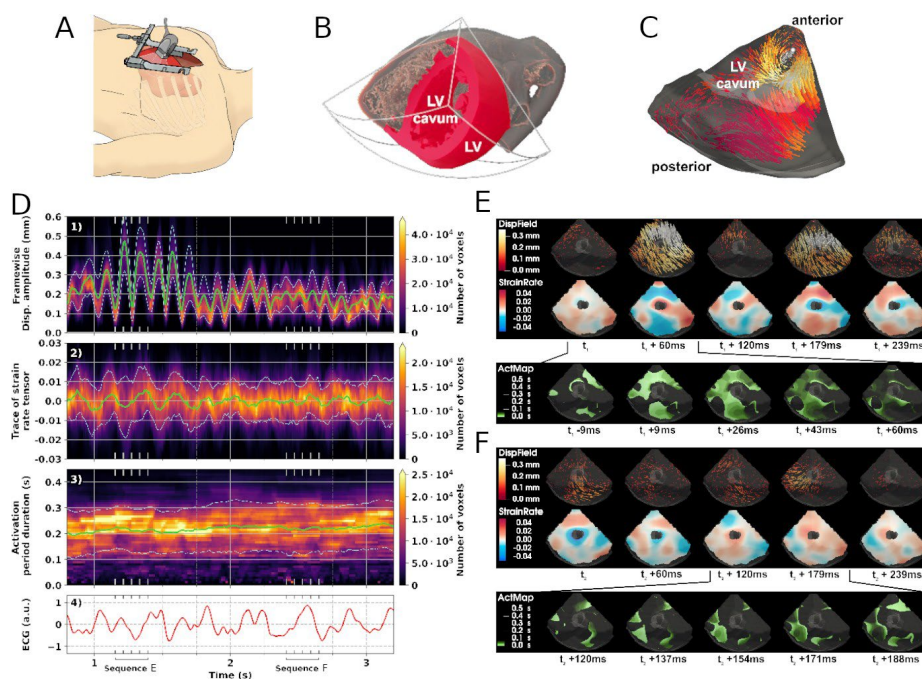 A
B
C
LV
cavum
LV
anterior
LV
cavum
posterior
D
1)
Framewise
Disp. amplitude (mm)
0.6
0.5
0.4
0.3
0.2
0.1
0.0
4.0·10⁴
3.0·10⁴
2.0·10⁴
1.0·10⁴
0
Number of voxels
2)
Trace of strain
rate tensor
0.03
0.02
0.01
0.0
-0.01
-0.02
-0.03
2.0·10⁴
1.5·10⁴
1.0·10⁴
5.0·10³
0
Number of voxels
3)
Activation
period duration (s)
0.4
0.3
0.2
0.1
0.0
2.5·10⁴
2.0·10⁴
1.5·10⁴
1.0·10⁴
5.0·10³
0
Number of voxels
4)
ECG (a.u.)
1
0
-1
1 2 3
Sequence E
Sequence F
Time (s)
E
DispField
0.3 mm
0.2 mm
0.1 mm
0.0 mm
StrainRate
0.04
0.02
0.00
-0.02
-0.04
t₁ t₁ + 60ms t₁ + 120ms t₁ + 179ms t₁ + 239ms
ActMap
0.5 s
0.4 s
0.3 s
0.2 s
0.1 s
0.0 s
t₁ -9ms t₁ +9ms t₁ +26ms t₁ +43ms t₁ +60ms
F
DispField
0.3 mm
0.2 mm
0.1 mm
0.0 mm
StrainRate
0.04
0.02
0.00
-0.02
-0.04
t₂ t₂ +60ms t₂ + 120ms t₂ + 179ms t₂ + 239ms
ActMap
0.5 s
0.4 s
0.3 s
0.2 s
0.1 s
0.0 s
t₂ +120ms t₂ +137ms t₂ +154ms t₂ +171ms t₂ +188ms